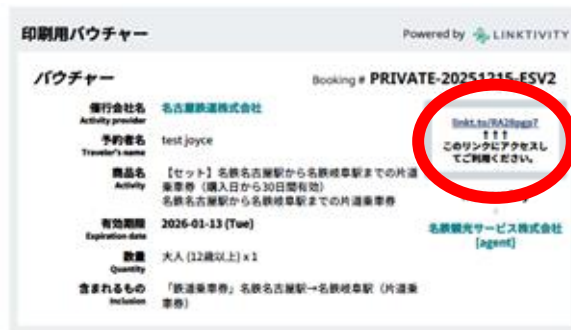 印刷用バウチャー
Powered by LINKTIVITY
バウチャー
Booking # PRIVATE-20251215-ESV2
催行会社名
Activity provider
名古屋鉄道株式会社
予約者名
Traveler's name
test joyce
商品名
Activity
【セット】名鉄名古屋駅から名鉄岐阜駅までの片道
乗車券（購入日から30日間有効）
名鉄名古屋駅から名鉄岐阜駅までの片道乗車券
有効期限
Expiration date
2026-01-13 (Tue)
数量
Quantity
大人 (12歳以上) x 1
含まれるもの
Inclusion
「鉄道乗車券」名鉄名古屋駅→名鉄岐阜駅（片道乗
車券）
↑↑↑
このリンクにアクセスし
てご利用ください。
名鉄観光サービス株式会社
[agent]